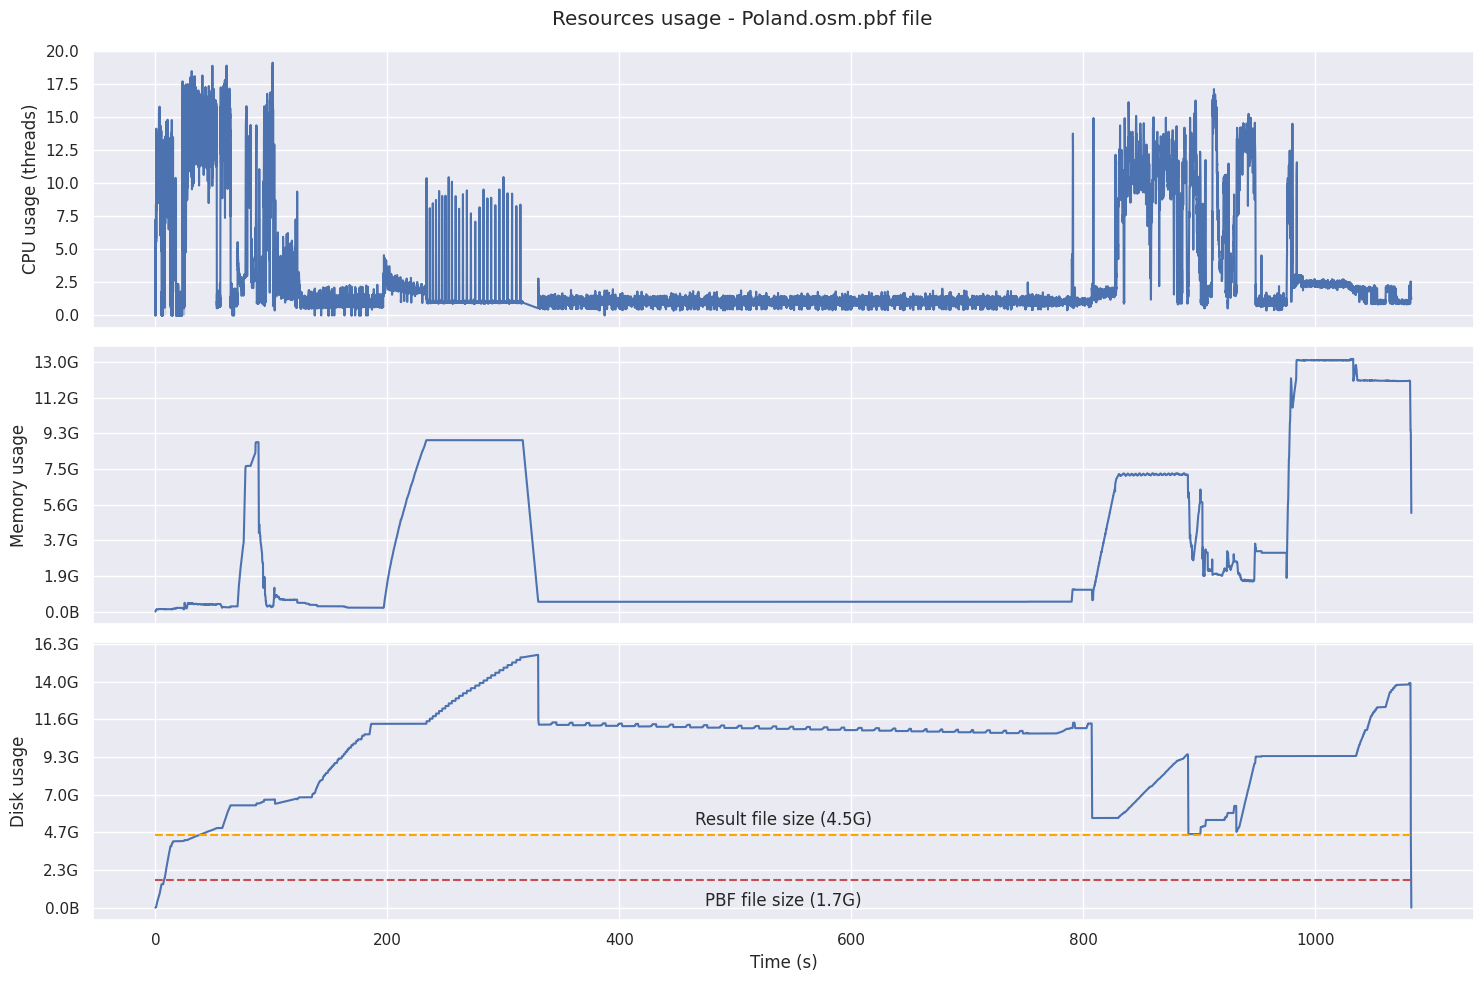 Resources usage - Poland.osm.pbf file
CPU usage (threads)
20.0
17.5
15.0
12.5
10.0
7.5
5.0
2.5
0.0
Memory usage
13.0G
11.2G
9.3G
7.5G
5.6G
3.7G
1.9G
0.0B
Disk usage
16.3G
14.0G
11.6G
9.3G
7.0G
4.7G
2.3G
0.0B
Result file size (4.5G)
PBF file size (1.7G)
0 200 400 600 800 1000
Time (s)